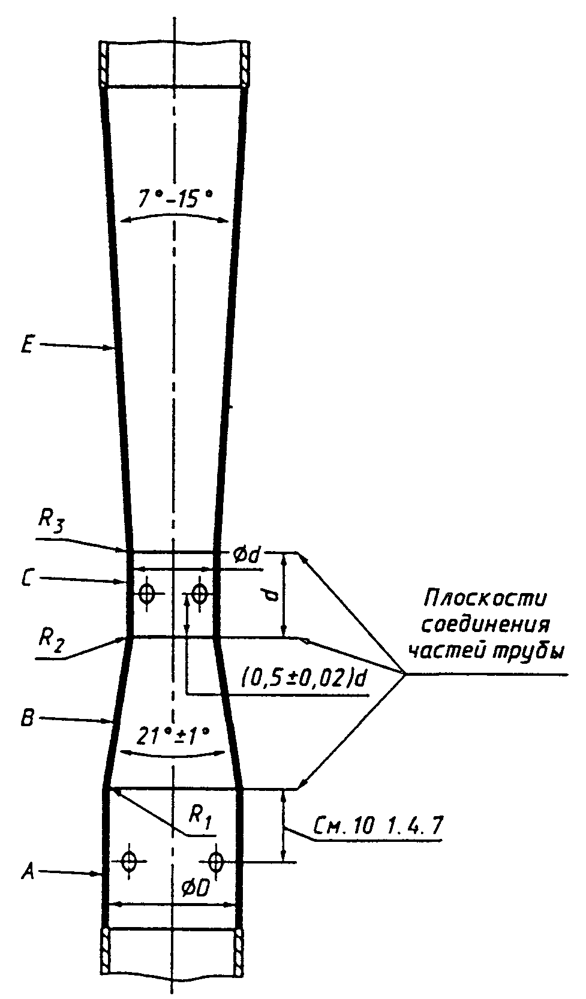 7°-15°
E
R3
Ød
C
d
Плоскости
соединения
частей трубы
R2
(0,5±0,02)d
B
21°±1°
R1
См. 10 1. 4. 7
A
ØD